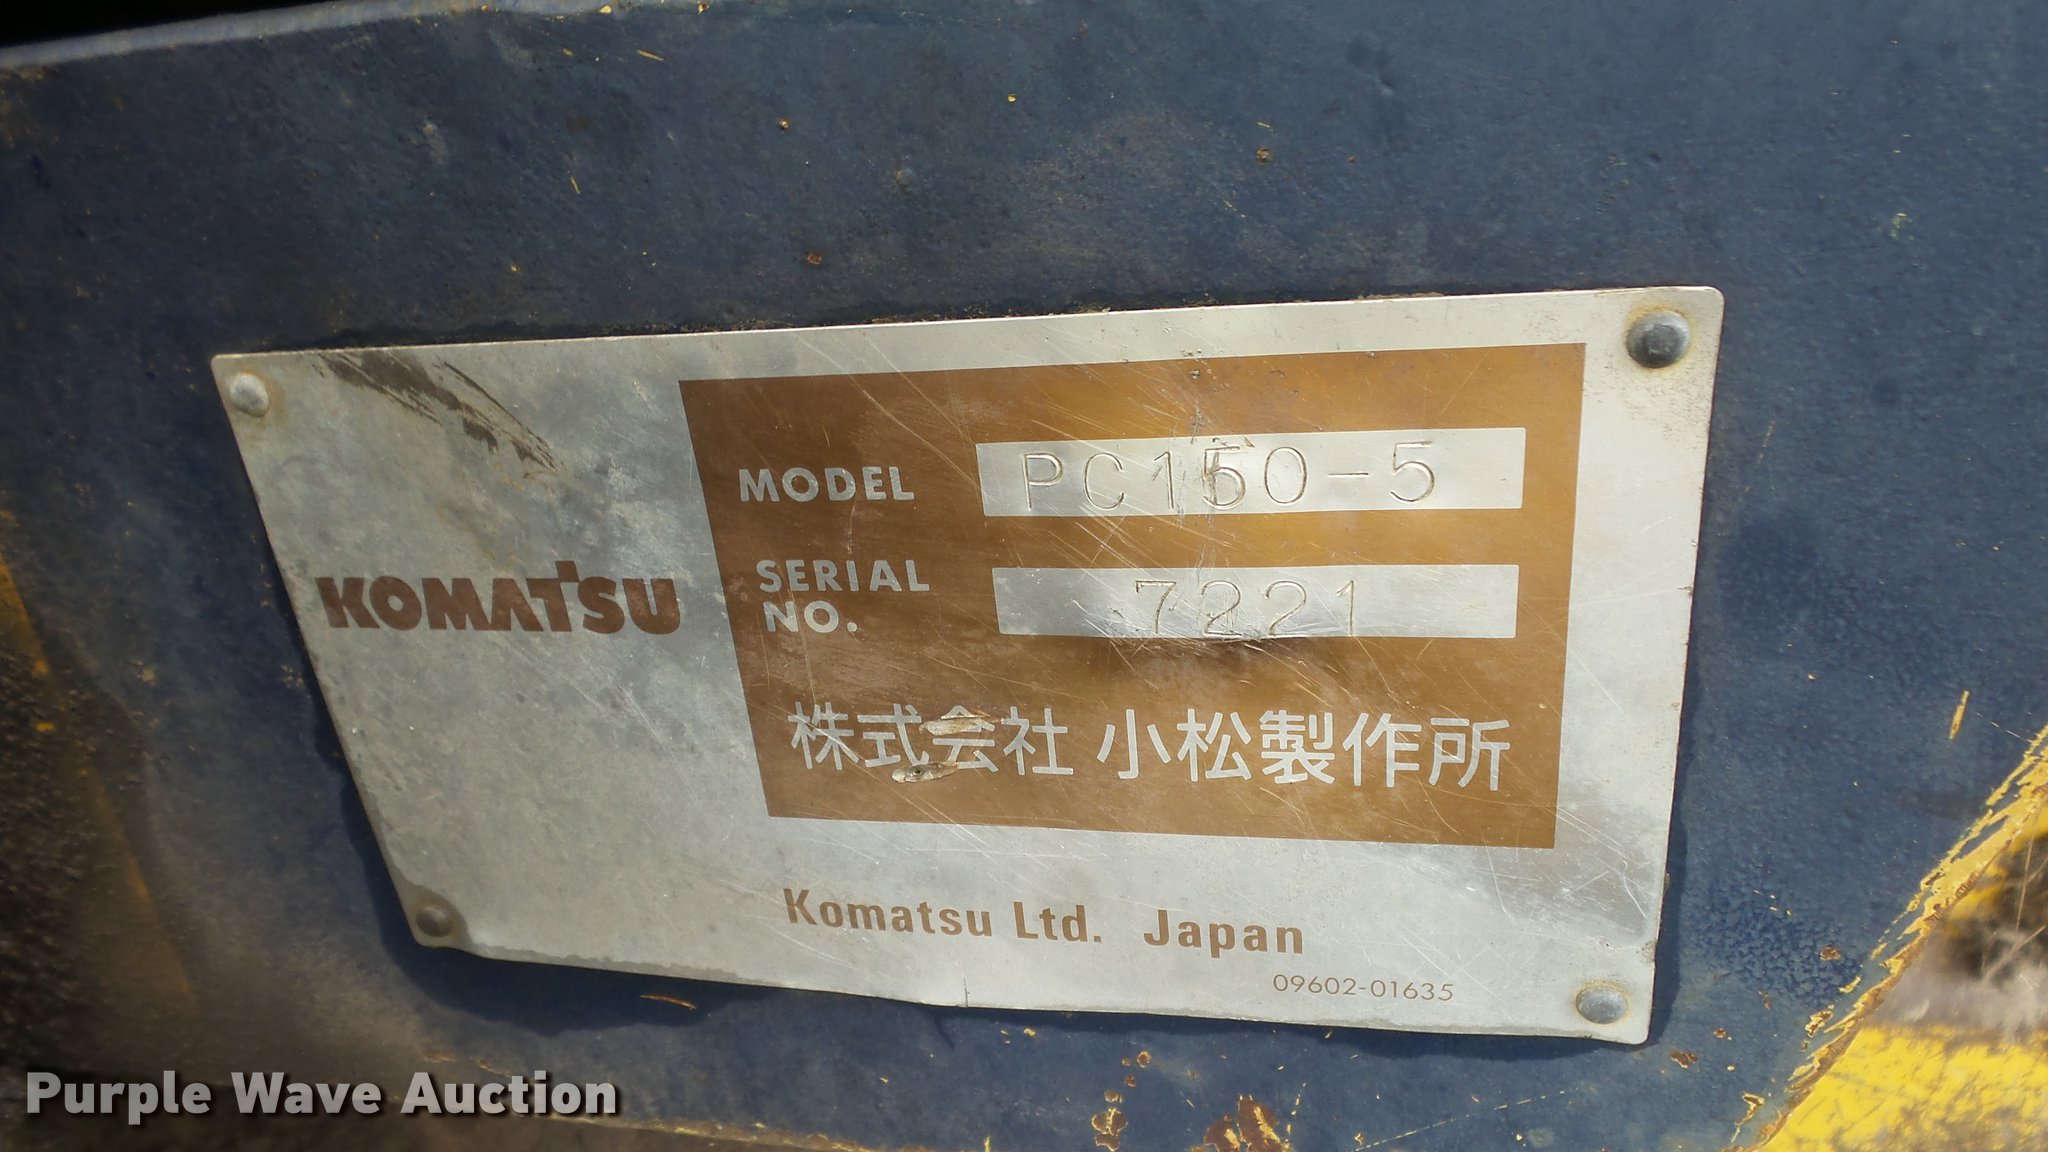 KOMATSU
MODEL PC150-5
SERIAL NO. 7221
株式会社 小松製作所
Komatsu Ltd. Japan
09602-01635
Purple Wave Auction